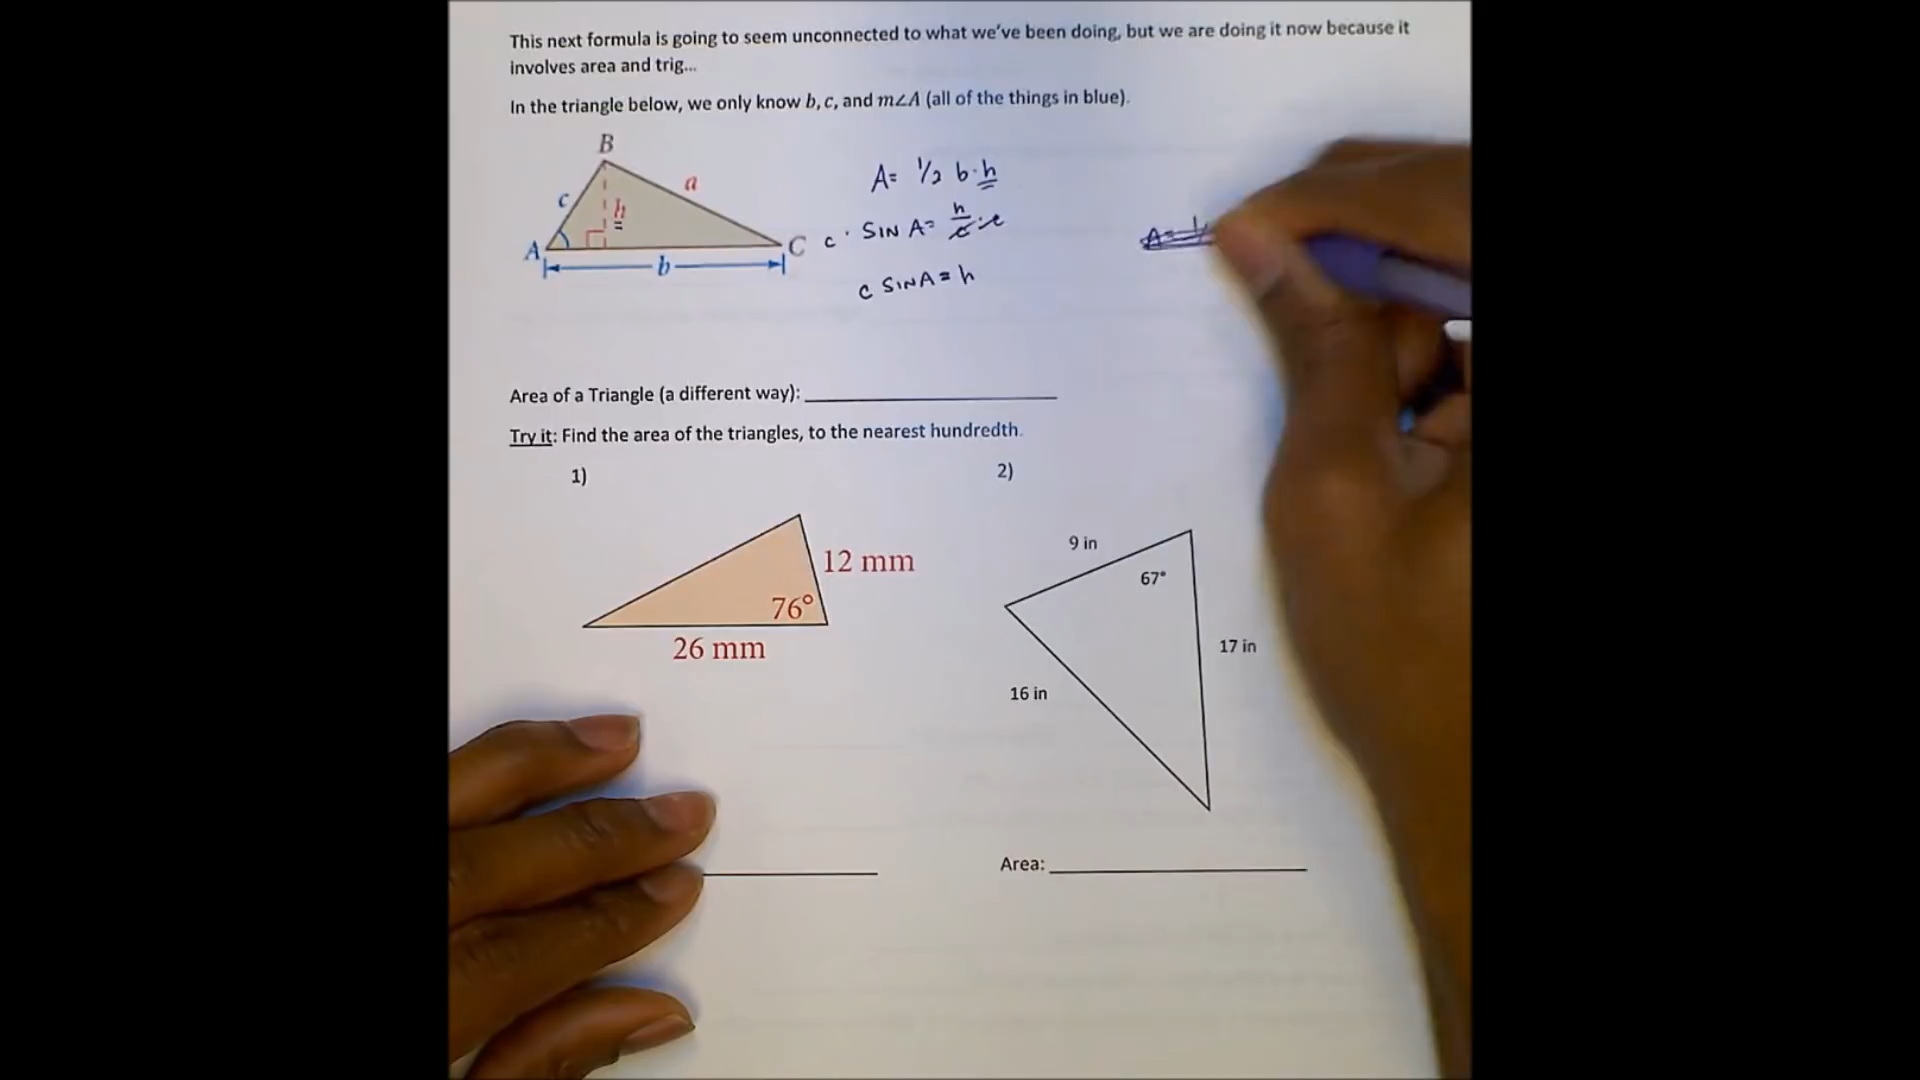 This next formula is going to seem unconnected to what we've been doing, but we are doing it now because it
involves area and trig...
In the triangle below, we only know b, c, and m∠A (all of the things in blue).
B
c
a
h
A
C
b
A= 1/2 b·h
c · SIN A= h/c · c
c SIN A = h
A= 1/
Area of a Triangle (a different way):
Try it: Find the area of the triangles, to the nearest hundredth.
1)
2)
12 mm
76°
26 mm
9 in
67°
17 in
16 in
Area: